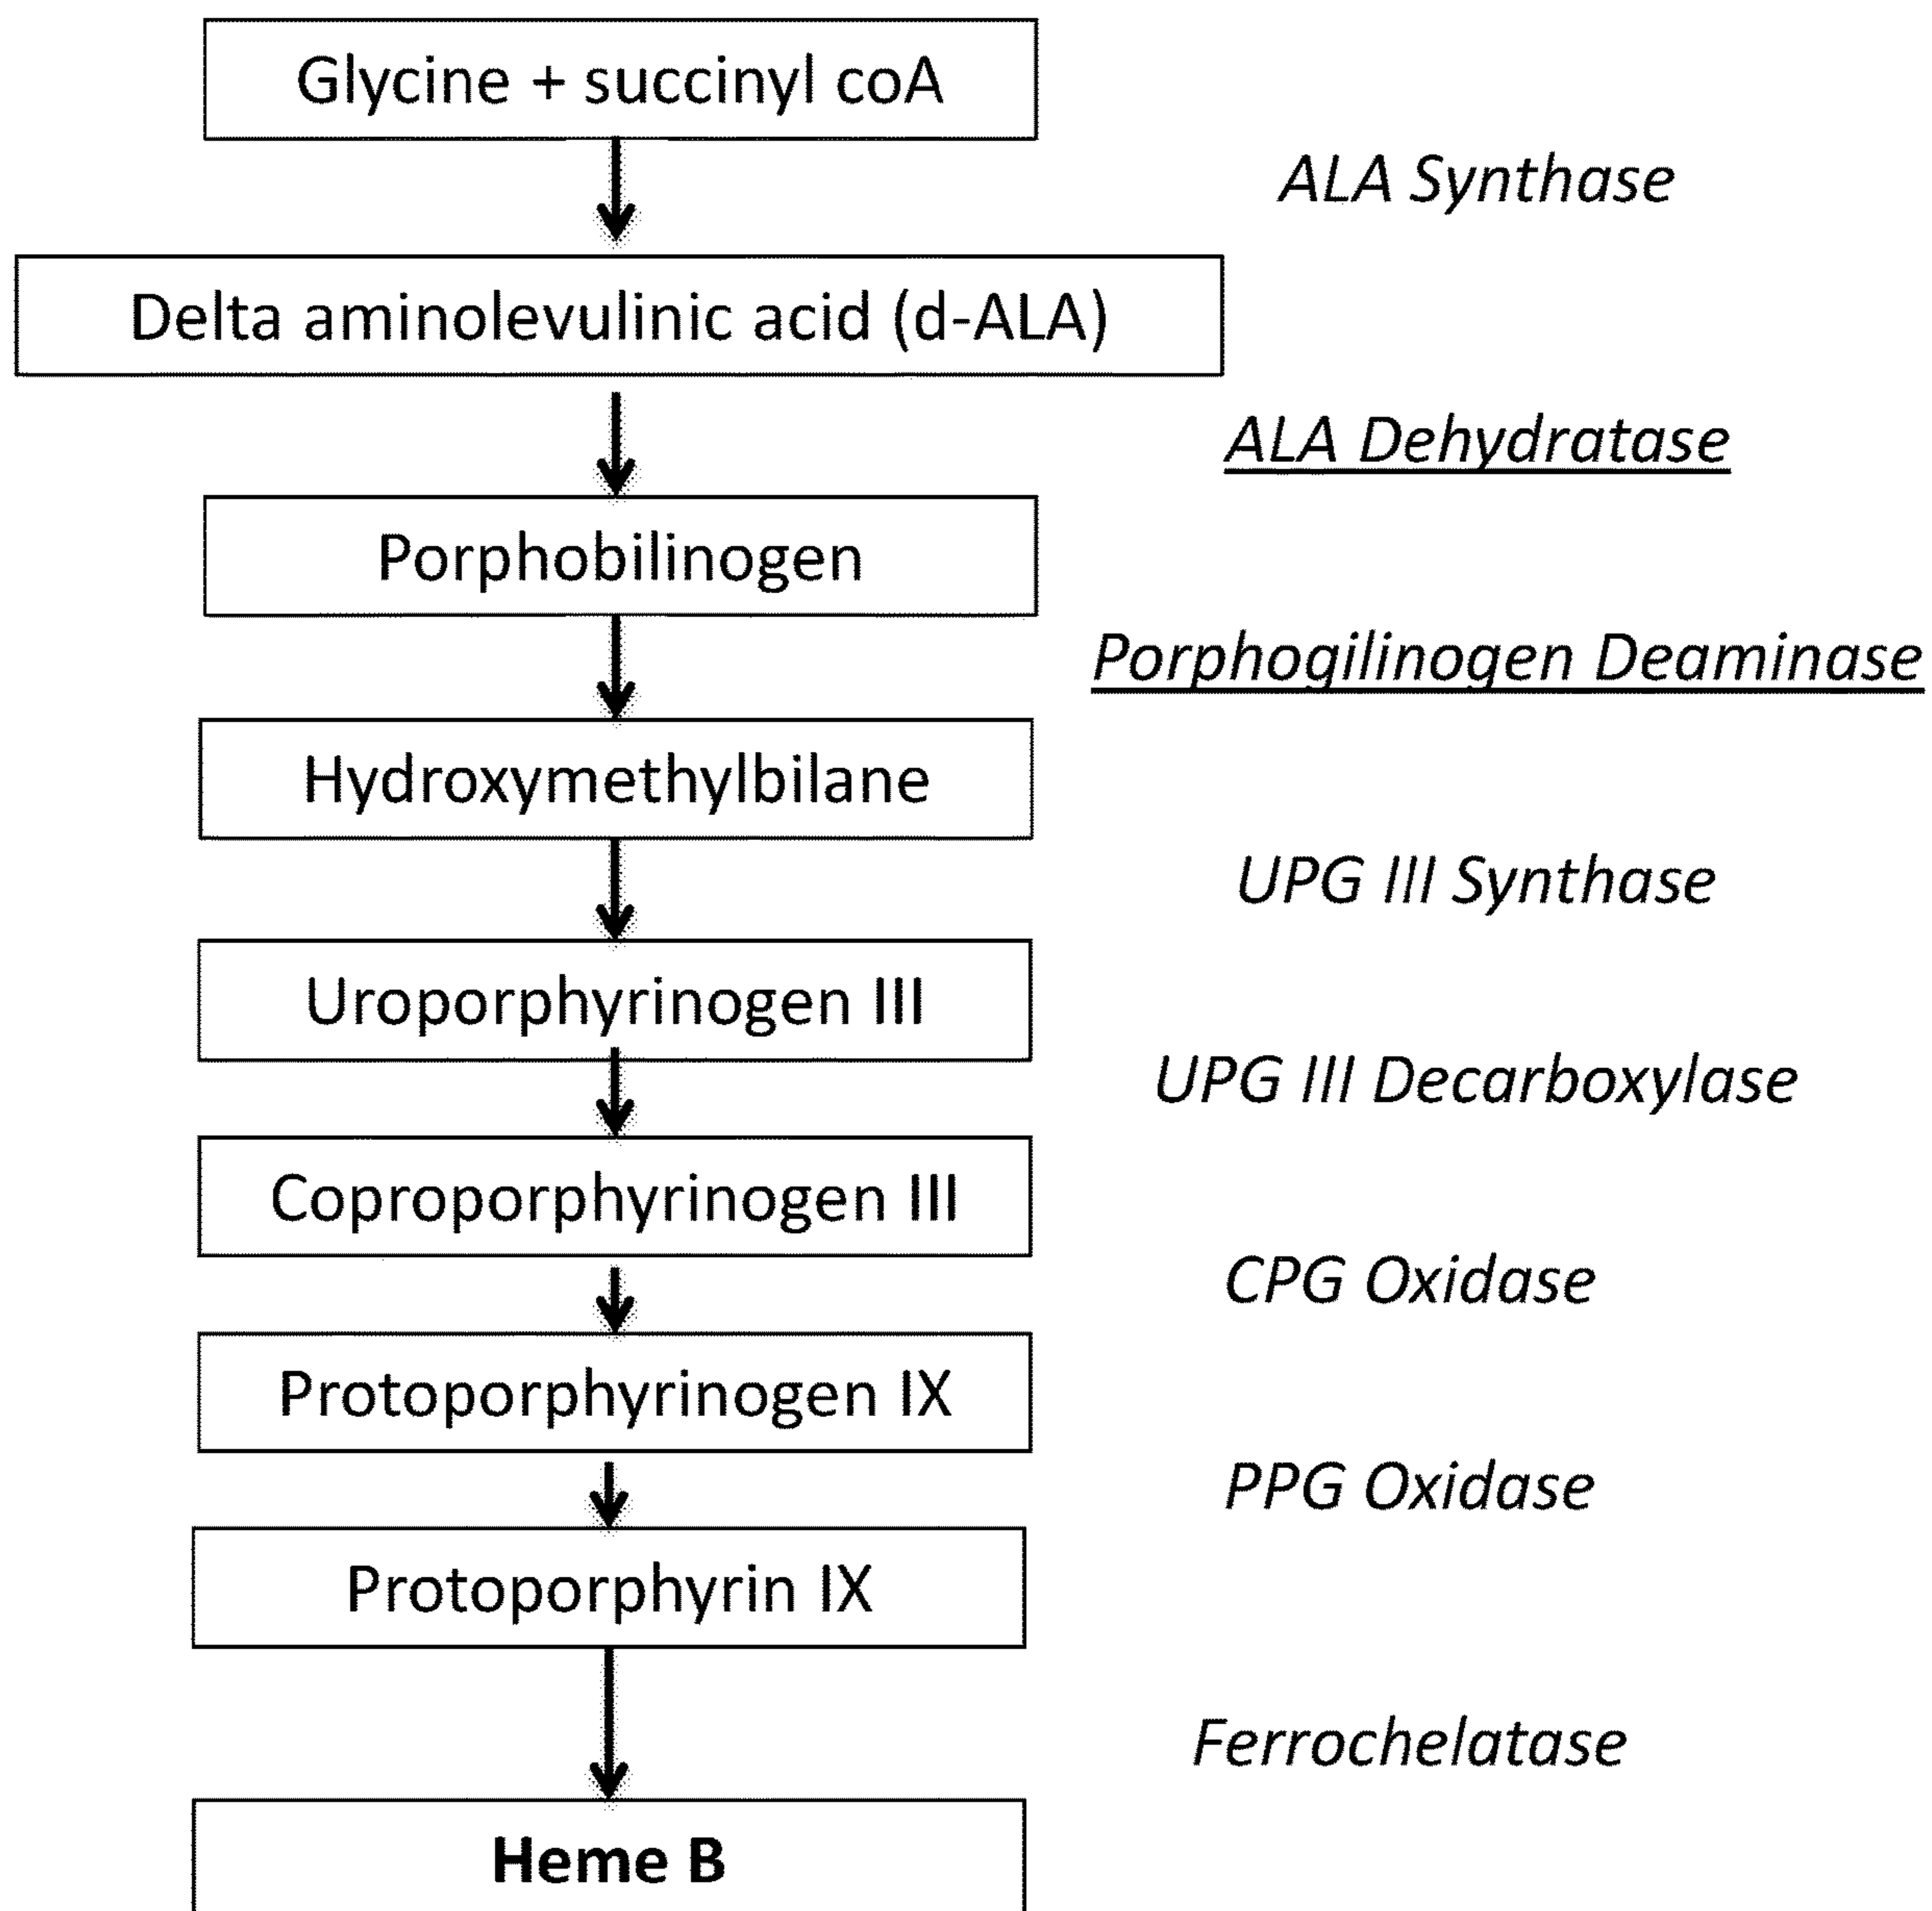 Glycine + succinyl coA
ALA Synthase
Delta aminolevulinic acid (d-ALA)
ALA Dehydratase
Porphobilinogen
Porphogilinogen Deaminase
Hydroxymethylbilane
UPG III Synthase
Uroporphyrinogen III
UPG III Decarboxylase
Coproporphyrinogen III
CPG Oxidase
Protoporphyrinogen IX
PPG Oxidase
Protoporphyrin IX
Ferrochelatase
Heme B